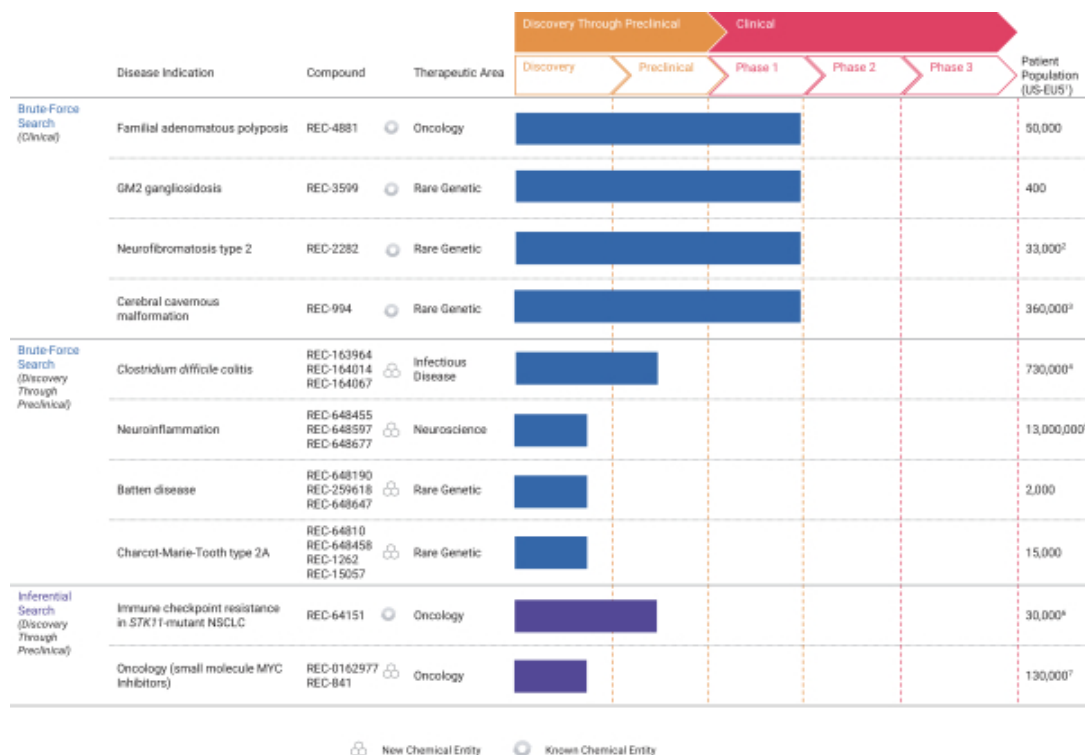 Discovery Through Preclinical
Clinical
Disease Indication
Compound
Therapeutic Area
Discovery
Preclinical
Phase 1
Phase 2
Phase 3
Patient
Population
(US-EU5¹)
Brute-Force
Search
(Clinical)
Familial adenomatous polyposis
REC-4881
Oncology
50,000
GM2 gangliosidosis
REC-3599
Rare Genetic
400
Neurofibromatosis type 2
REC-2282
Rare Genetic
33,000²
Cerebral cavernous
malformation
REC-994
Rare Genetic
360,000³
Brute-Force
Search
(Discovery
Through
Preclinical)
Clostridium difficile colitis
REC-163964
REC-164014
REC-164067
Infectious
Disease
730,000⁴
Neuroinflammation
REC-648455
REC-648597
REC-648677
Neuroscience
13,000,000
Batten disease
REC-648190
REC-259618
REC-648647
Rare Genetic
2,000
Charcot-Marie-Tooth type 2A
REC-64810
REC-648458
REC-1262
REC-15057
Rare Genetic
15,000
Inferential
Search
(Discovery
Through
Preclinical)
Immune checkpoint resistance
in STK11-mutant NSCLC
REC-64151
Oncology
30,000⁶
Oncology (small molecule MYC
Inhibitors)
REC-0162977
REC-841
Oncology
130,000⁷
New Chemical Entity
Known Chemical Entity